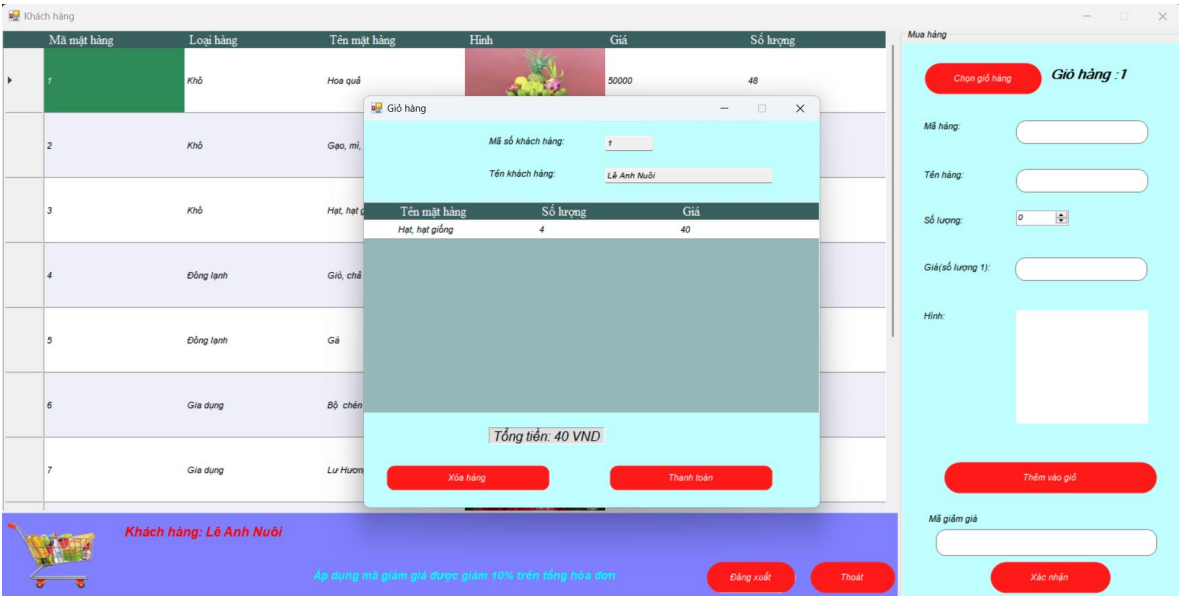 Khách hàng
Mã mặt hàng Loại hàng Tên mặt hàng Hình Giá Số lượng
1 Khô Hoa quả 50000 48
2 Khô Gạo, mì,
3 Khô Hạt, hạt g
4 Đông lạnh Giò, chả
5 Đông lạnh Gà
6 Gia dụng Bộ chén
7 Gia dụng Lư Hươn
Giỏ hàng
Mã số khách hàng: 1
Tên khách hàng: Lê Anh Nuôi
Tên mặt hàng Số lượng Giá
Hạt, hạt giống 4 40
Tổng tiền: 40 VND
Xóa hàng Thanh toán
Mua hàng
Chọn giỏ hàng Giỏ hàng :1
Mã hàng:
Tên hàng:
Số lượng: 0
Giá(số lượng 1):
Hình:
Thêm vào giỏ
Mã giảm giá
Xác nhận
Khách hàng: Lê Anh Nuôi
Áp dụng mã giảm giá được giảm 10% trên tổng hóa đơn
Đăng xuất Thoát